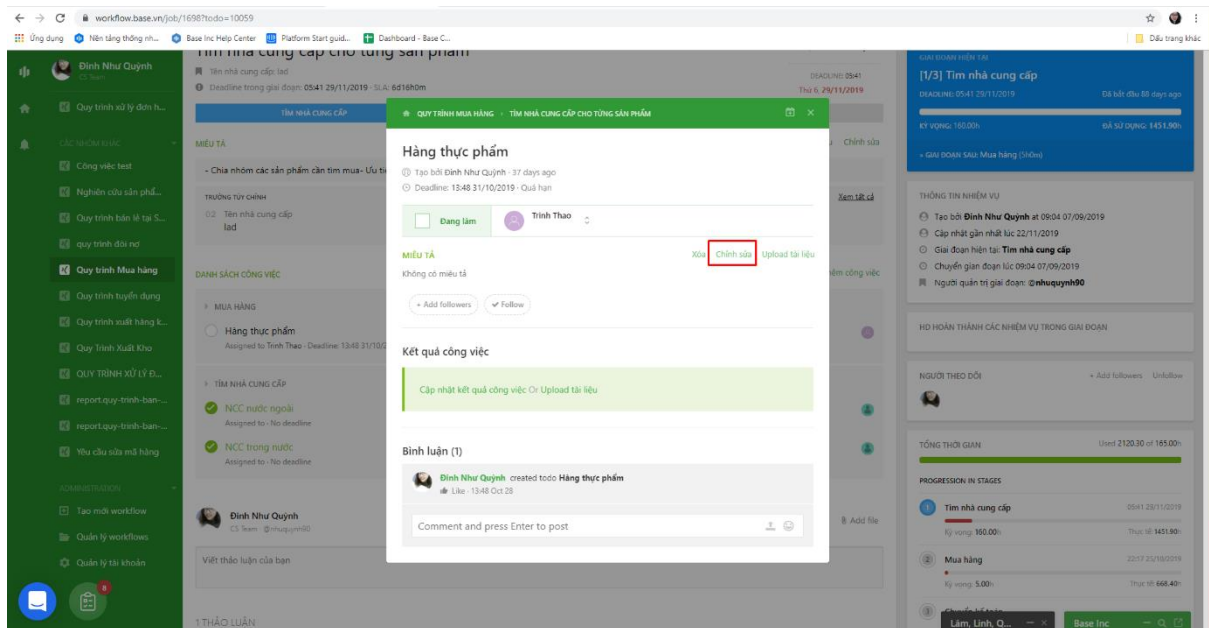 workflow.base.vn/job/1698?todo=10059
Ứng dụng
Nền tảng thống nh...
Base Inc Help Center
Platform Start guid...
Dashboard - Base C...
Dấu trang khác
Đinh Như Quỳnh
CS Team
Quy trình xử lý đơn h...
CÁC NHÓM KHÁC
Công việc test
Nghiên cứu sản phẩ...
Quy trình bán lẻ tại S...
quy trình đòi nợ
Quy trình Mua hàng
Quy trình tuyển dụng
Quy trình xuất hàng k...
Quy Trình Xuất Kho
QUY TRÌNH XỬ LÝ Đ...
report.quy-trinh-ban-...
report.quy-trinh-ban-...
Yêu cầu sửa mã hàng
ADMINISTRATION
Tạo mới workflow
Quản lý workflows
Quản lý tài khoản
8
Tìm nhà cung cấp cho từng sản phẩm
Tên nhà cung cấp: lad
Deadline trong giai đoạn: 05:41 29/11/2019 · SLA: 6d16h0m
DEADLINE: 05:41
Thứ 6, 29/11/2019
TÌM NHÀ CUNG CẤP
MIÊU TẢ
Chỉnh sửa
- Chia nhóm các sản phẩm cần tìm mua- Ưu ti
TRƯỜNG TÙY CHỈNH
Xem tất cả
02 Tên nhà cung cấp
lad
DANH SÁCH CÔNG VIỆC
hêm công việc
MUA HÀNG
Hàng thực phẩm
Assigned to Trinh Thao - Deadline: 13:48 31/10/2
TÌM NHÀ CUNG CẤP
NCC nước ngoài
Assigned to - No deadline
NCC trong nước
Assigned to - No deadline
Đinh Như Quỳnh
CS Team · @nhuquynh90
Add file
Viết thảo luận của bạn
1 THẢO LUẬN
QUY TRÌNH MUA HÀNG
TÌM NHÀ CUNG CẤP CHO TỪNG SẢN PHẨM
Hàng thực phẩm
Tạo bởi Đinh Như Quỳnh · 37 days ago
Deadline: 13:48 31/10/2019 · Quá hạn
Đang làm
Trinh Thao
MIÊU TẢ
Xóa
Chỉnh sửa
Upload tài liệu
Không có miêu tả
+ Add followers
Follow
Kết quả công việc
Cập nhật kết quả công việc Or Upload tài liệu
Bình luận (1)
Đinh Như Quỳnh created todo Hàng thực phẩm
Like · 13:48 Oct 28
Comment and press Enter to post
GIAI ĐOẠN HIỆN TẠI
[1/3] Tìm nhà cung cấp
DEADLINE: 05:41 29/11/2019
Đã bắt đầu 88 days ago
KỲ VỌNG: 160.00h
ĐÃ SỬ DỤNG: 1451.90h
GIAI ĐOẠN SAU: Mua hàng (5h0m)
THÔNG TIN NHIỆM VỤ
Tạo bởi Đinh Như Quỳnh at 09:04 07/09/2019
Cập nhật gần nhất lúc 22/11/2019
Giai đoạn hiện tại: Tìm nhà cung cấp
Chuyển gian đoạn lúc 09:04 07/09/2019
Người quản trị giai đoạn: @nhuquynh90
HD HOÀN THÀNH CÁC NHIỆM VỤ TRONG GIAI ĐOẠN
NGƯỜI THEO DÕI
+ Add followers
Unfollow
TỔNG THỜI GIAN
Used 2120.30 of 165.00h
PROGRESSION IN STAGES
1 Tìm nhà cung cấp
05:41 29/11/2019
Kỳ vọng: 160.00h
Thực tế: 1451.90h
2 Mua hàng
22:17 25/10/2019
Kỳ vọng: 5.00h
Thực tế: 668.40h
3
Lâm, Linh, Q...
Base Inc